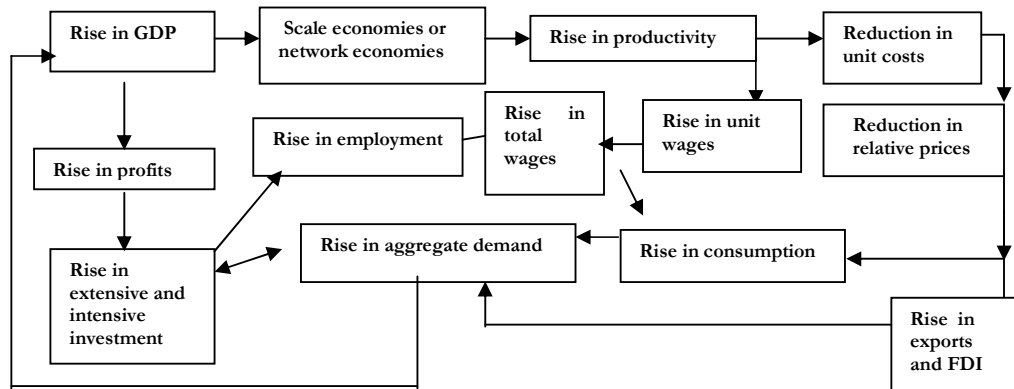 Rise in GDP
Scale economies or
network economies
Rise in productivity
Reduction in
unit costs
Rise in employment
Rise in
total
wages
Rise in unit
wages
Reduction in
relative prices
Rise in profits
Rise in aggregate demand
Rise in consumption
Rise in
extensive and
intensive
investment
Rise in
exports
and FDI